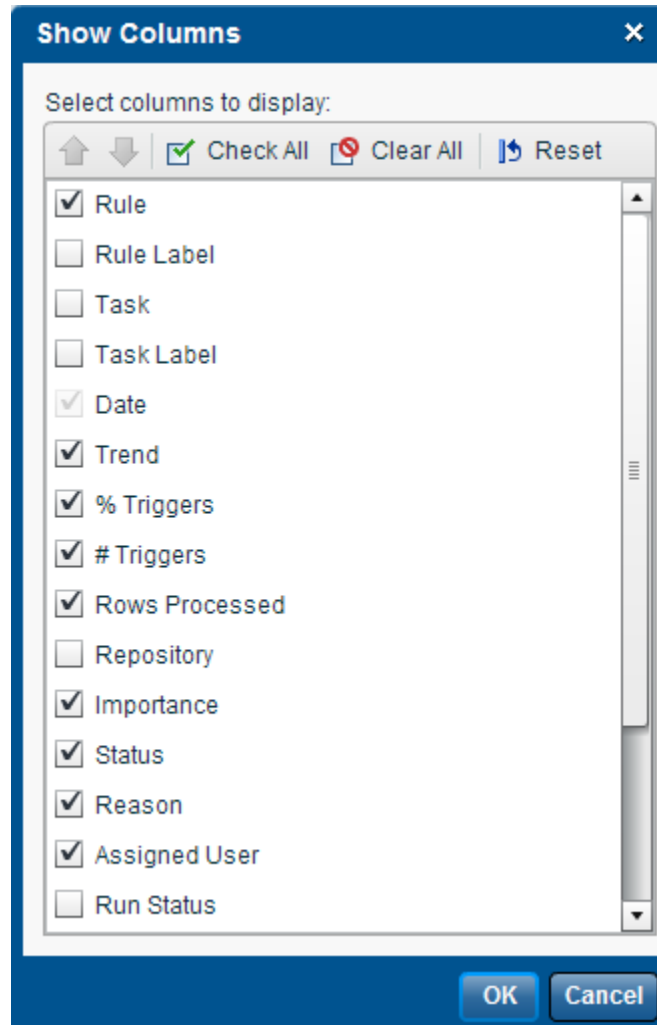 Show Columns
Select columns to display:
Check All Clear All Reset
Rule
Rule Label
Task
Task Label
Date
Trend
% Triggers
# Triggers
Rows Processed
Repository
Importance
Status
Reason
Assigned User
Run Status
OK Cancel